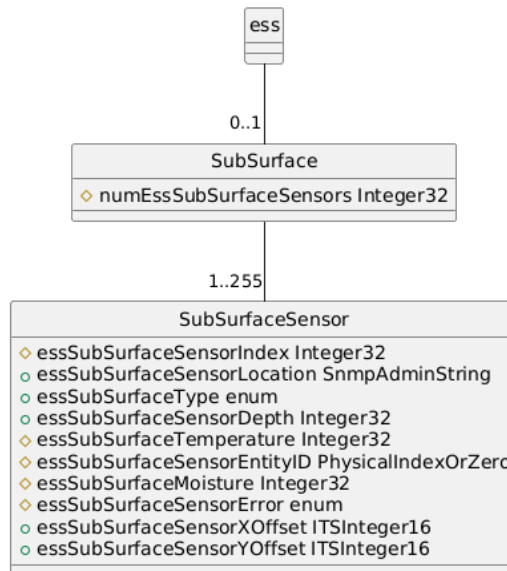 ess
0..1
SubSurface
numEssSubSurfaceSensors Integer32
1..255
SubSurfaceSensor
essSubSurfaceSensorIndex Integer32
essSubSurfaceSensorLocation SnmpAdminString
essSubSurfaceType enum
essSubSurfaceSensorDepth Integer32
essSubSurfaceTemperature Integer32
essSubSurfaceSensorEntityID PhysicalIndexOrZero
essSubSurfaceMoisture Integer32
essSubSurfaceSensorError enum
essSubSurfaceSensorXOffset ITSInteger16
essSubSurfaceSensorYOffset ITSInteger16